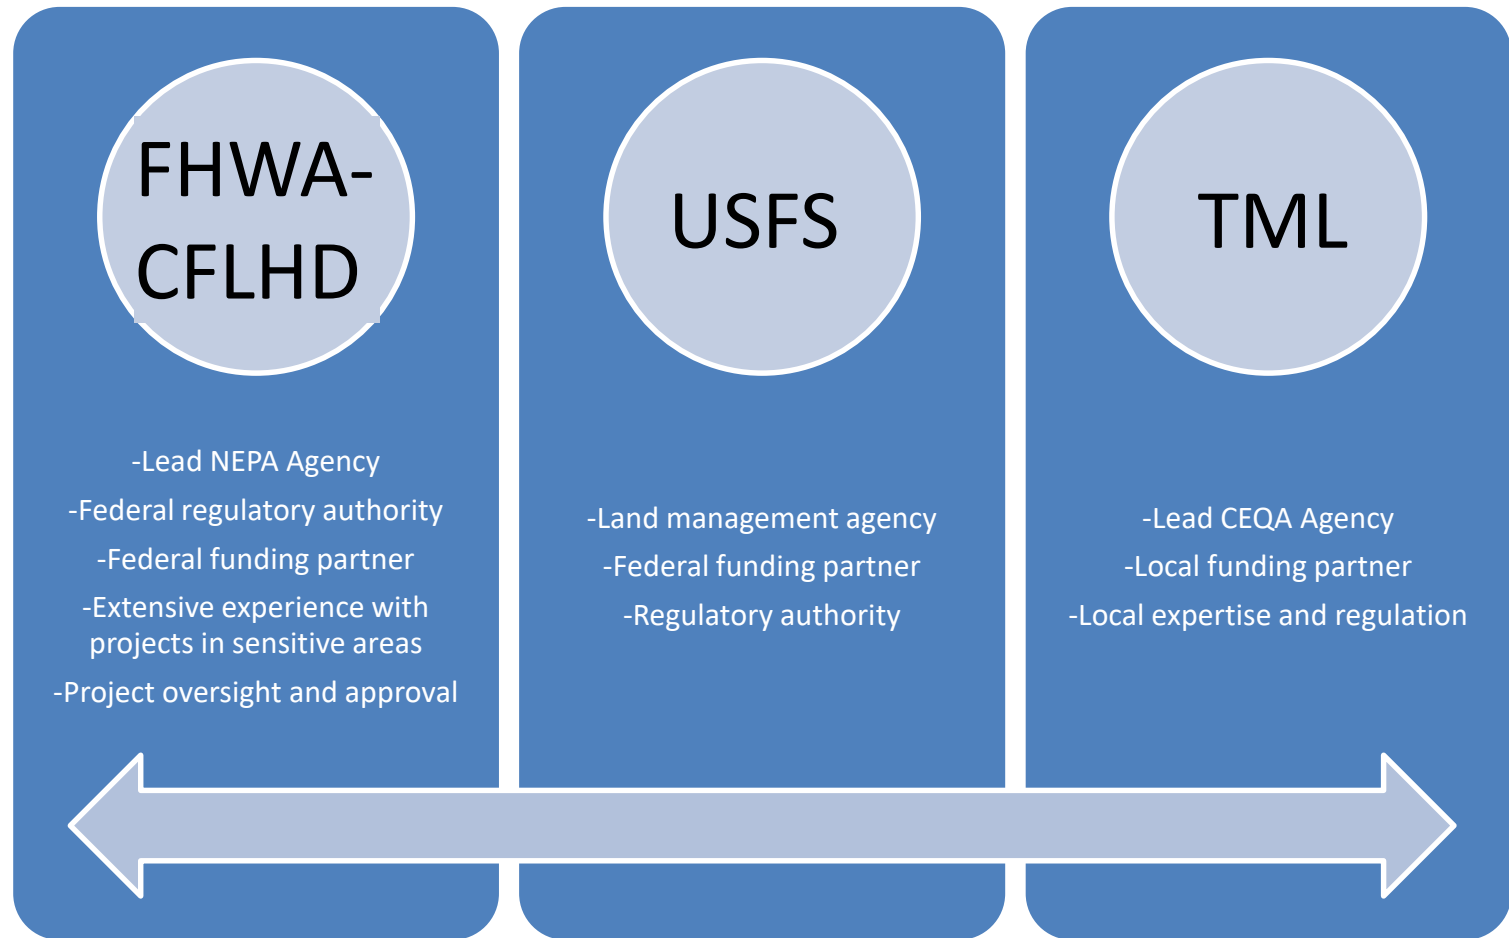 FHWA-
CFLHD
-Lead NEPA Agency
-Federal regulatory authority
-Federal funding partner
-Extensive experience with
projects in sensitive areas
-Project oversight and approval
USFS
-Land management agency
-Federal funding partner
-Regulatory authority
TML
-Lead CEQA Agency
-Local funding partner
-Local expertise and regulation